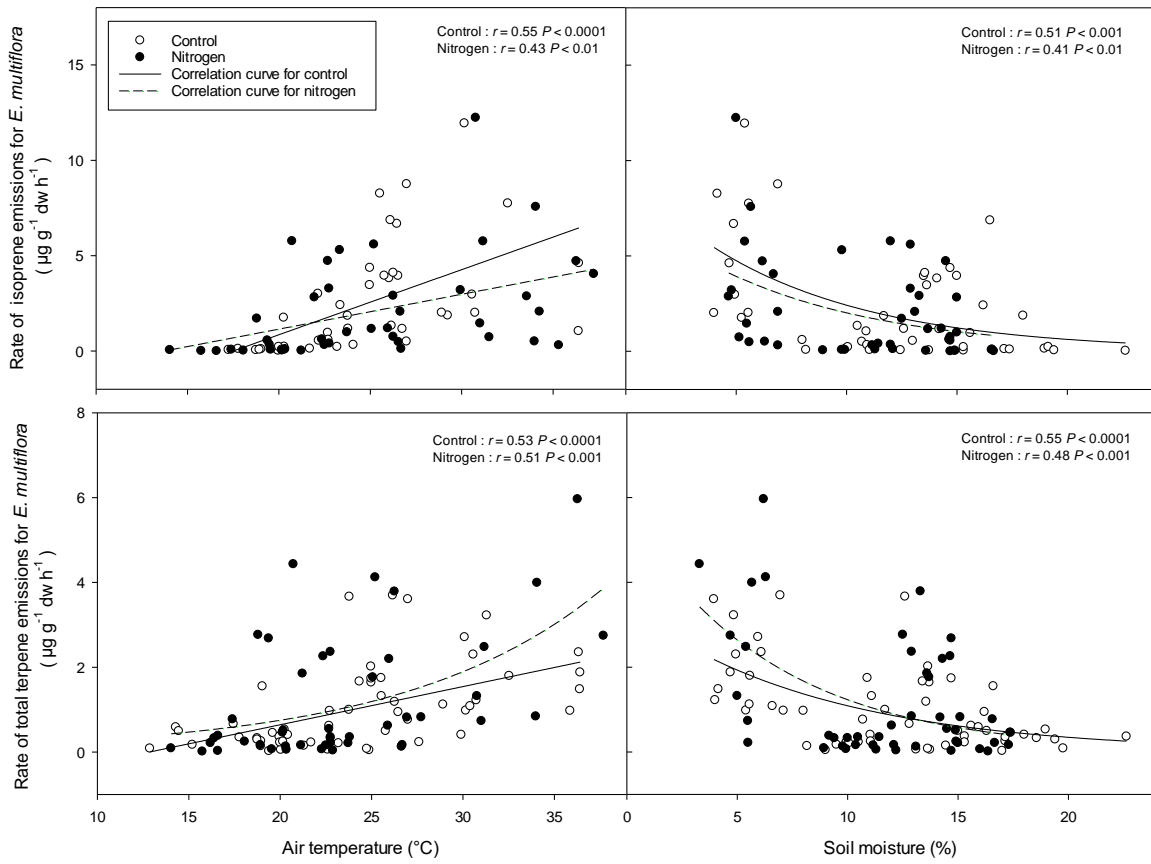 Control
Nitrogen
Correlation curve for control
Correlation curve for nitrogen
Control : r = 0.55 P < 0.0001
Nitrogen : r = 0.43 P < 0.01
Control : r = 0.51 P < 0.001
Nitrogen : r = 0.41 P < 0.01
15
10
5
0
Rate of isoprene emissions for E. multiflora
( µg g⁻¹ dw h⁻¹ )
Control : r = 0.53 P < 0.0001
Nitrogen : r = 0.51 P < 0.001
Control : r = 0.55 P < 0.0001
Nitrogen : r = 0.48 P < 0.001
8
6
4
2
0
Rate of total terpene emissions for E. multiflora
( µg g⁻¹ dw h⁻¹ )
10 15 20 25 30 35 0 5 10 15 20
Air temperature (°C)
Soil moisture (%)